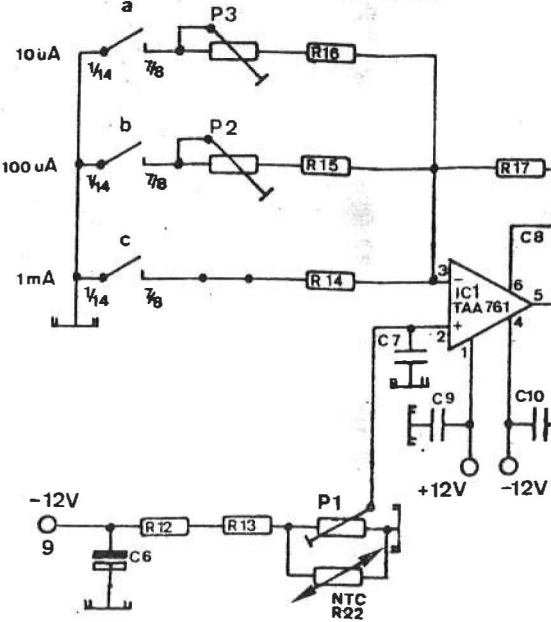 a
P3
10uA
1/14
7/8
R16
b
P2
100uA
1/14
7/8
R15
R17
c
C8
1mA
1/14
7/8
R14
3
-
6
IC1
TAA761
5
4
+
2
1
C7
C9
C10
+12V
-12V
-12V
9
R12
R13
P1
C6
NTC
R22